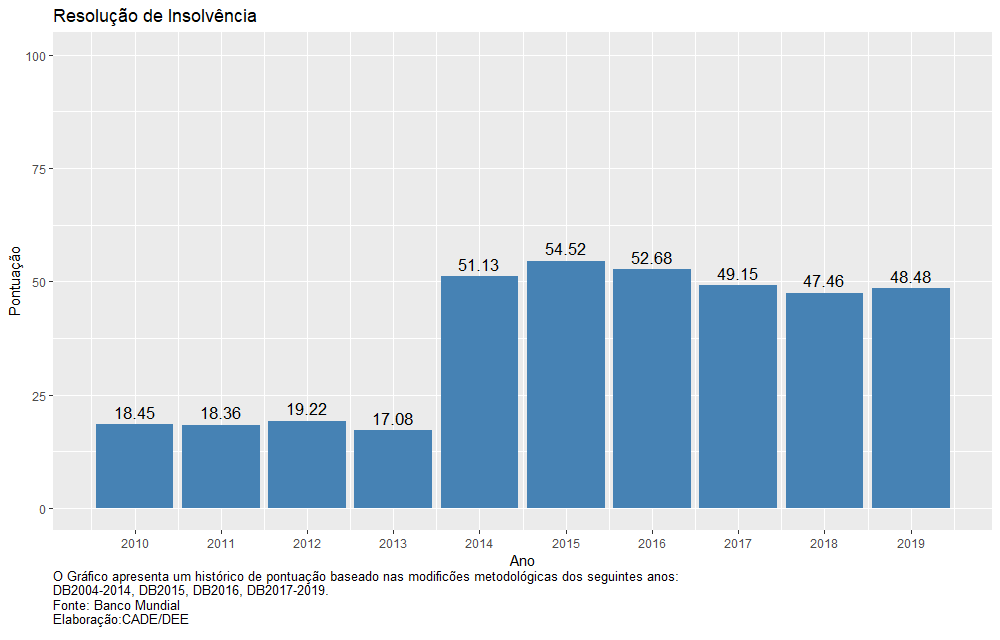 Resolução de Insolvência
100
75
50
25
0
Pontuação
18.45
18.36
19.22
17.08
51.13
54.52
52.68
49.15
47.46
48.48
2010 2011 2012 2013 2014 2015 2016 2017 2018 2019
Ano
O Gráfico apresenta um histórico de pontuação baseado nas modificões metodológicas dos seguintes anos:
DB2004-2014, DB2015, DB2016, DB2017-2019.
Fonte: Banco Mundial
Elaboração:CADE/DEE